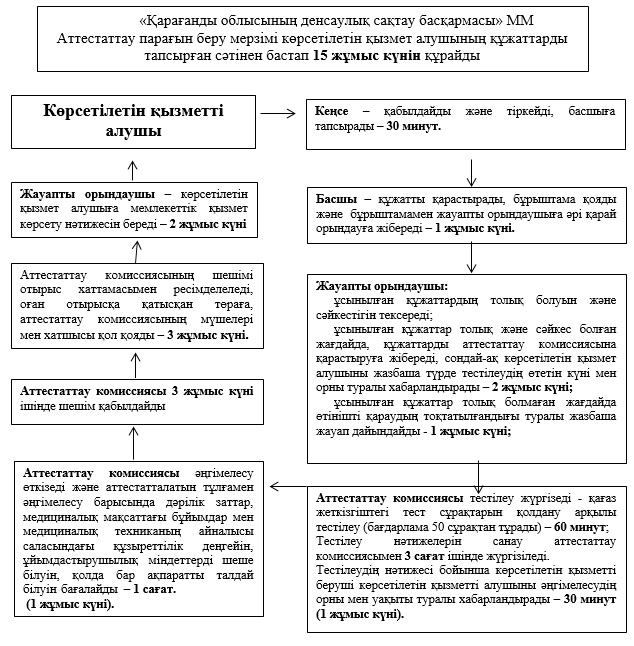 «Қарағанды облысының денсаулық сақтау басқармасы» ММ
Аттестаттау парағын беру мерзімі көрсетілетін қызмет алушының құжаттарды
тапсырған сәтінен бастап 15 жұмыс күнін құрайды
Көрсетілетін қызметті
алушы
Кеңсе – қабылдайды және тіркейді, басшыға
тапсырады – 30 минут.
Басшы – құжатты қарастырады, бұрыштама қояды
және бұрыштамамен жауапты орындаушыға әрі қарай
орындауға жібереді – 1 жұмыс күні.
Жауапты орындаушы:
ұсынылған құжаттардың толық болуын және
сәйкестігін тексереді;
ұсынылған құжаттар толық және сәйкес болған
жағдайда, құжаттарды аттестаттау комиссиясына
қарастыруға жібереді, сондай-ақ көрсетілетін қызмет
алушыны жазбаша түрде тестілеудің өтетін күні мен
орны туралы хабарландырады – 2 жұмыс күні;
ұсынылған құжаттар толық болмаған жағдайда
өтінішті қараудың тоқтатылғандығы туралы жазбаша
жауап дайындайды - 1 жұмыс күні;
Аттестаттау комиссиясы тестілеу жүргізеді - қағаз
жеткізгіштегі тест сұрақтарын қолдану арқылы
тестілеу (бағдарлама 50 сұрақтан тұрады) – 60 минут;
Тестілеу нәтижелерін санау аттестаттау
комиссиясымен 3 сағат ішінде жүргізіледі.
Тестілеудің нәтижесі бойынша көрсетілетін қызметті
беруші көрсетілетін қызметті алушыны әңгімелесудің
орны мен уақыты туралы хабарландырады – 30 минут
(1 жұмыс күні).
Аттестаттау комиссиясы әңгімелесу
өткізеді және аттестатталатын тұлғамен
әңгімелесу барысында дәрілік заттар,
медициналық мақсаттағы бұйымдар мен
медициналық техниканың айналысы
саласындағы құзыреттілік деңгейін,
ұйымдастырушылық міндеттерді шеше
білуін, қолда бар ақпаратты талдай
білуін бағалайды – 1 сағат.
(1 жұмыс күні).
Аттестаттау комиссиясы 3 жұмыс күні
ішінде шешім қабылдайды
Аттестаттау комиссиясының шешімі
отырыс хаттамасымен ресімделеледі,
оған отырысқа қатысқан төраға,
аттестаттау комиссиясының мүшелері
мен хатшысы қол қояды – 3 жұмыс күні.
Жауапты орындаушы – көрсетілетін
қызмет алушыға мемлекеттік қызмет
көрсету нәтижесін береді – 2 жұмыс күні